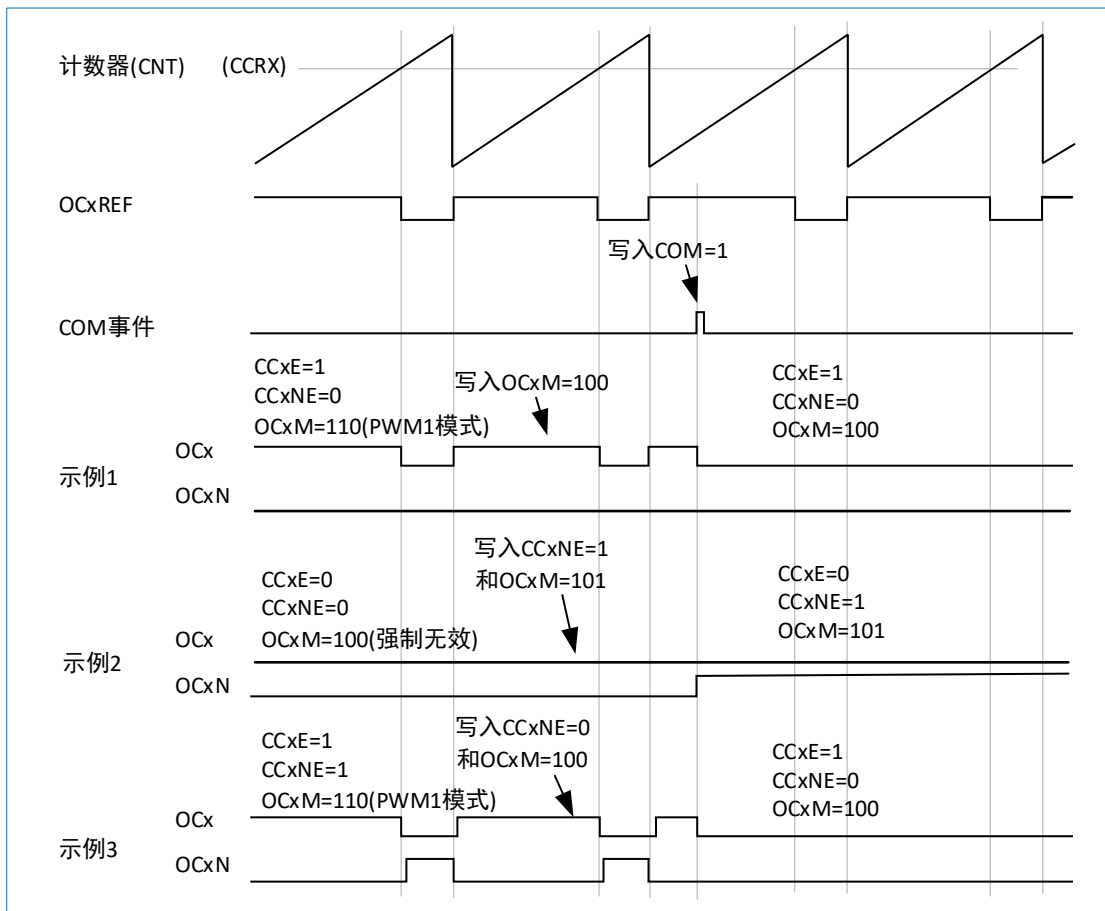 计数器(CNT) (CCRX)
OCxREF
写入COM=1
COM事件
CCxE=1
CCxNE=0
OCxM=110(PWM1模式)
写入OCxM=100
CCxE=1
CCxNE=0
OCxM=100
示例1
OCx
OCxN
CCxE=0
CCxNE=0
OCxM=100(强制无效)
写入CCxNE=1
和OCxM=101
CCxE=0
CCxNE=1
OCxM=101
示例2
OCx
OCxN
CCxE=1
CCxNE=1
OCxM=110(PWM1模式)
写入CCxNE=0
和OCxM=100
CCxE=1
CCxNE=0
OCxM=100
示例3
OCx
OCxN